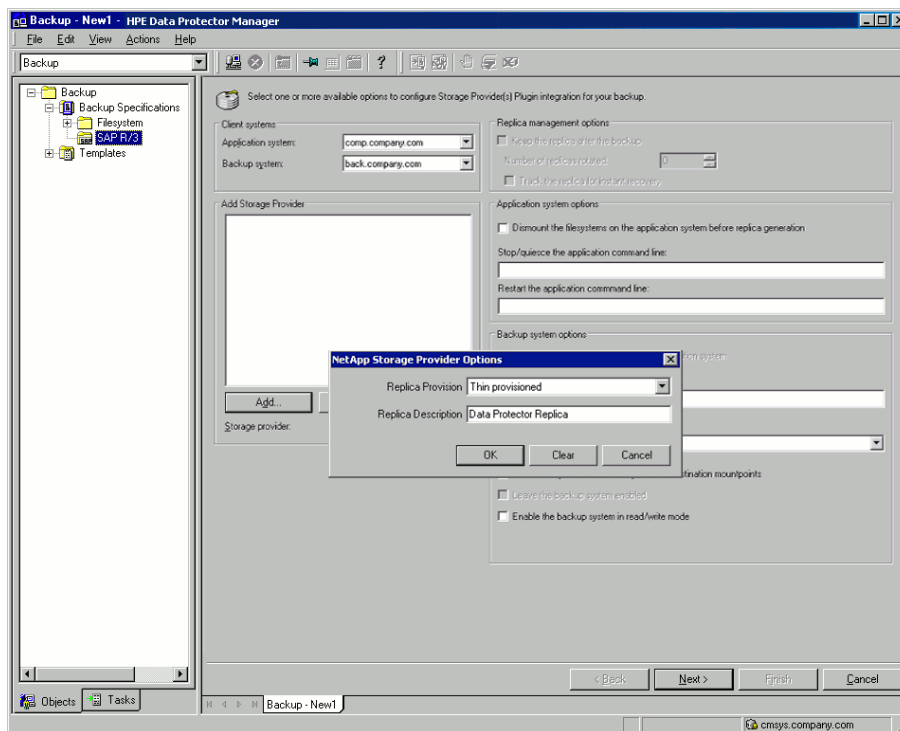 Backup - New1 - HPE Data Protector Manager
File Edit View Actions Help
Backup
Backup
Backup Specifications
Filesystem
SAP R/3
Templates
Select one or more available options to configure Storage Provider(s) Plugin integration for your backup.
Client systems
Application system: comp.company.com
Backup system: back.company.com
Replica management options
Keep the replica after the backup
Number of replicas rotated: 0
Track the replica for instant recovery
Add Storage Provider
Add...
Storage provider:
Application system options
Dismount the filesystems on the application system before replica generation
Stop/quiesce the application command line:
Restart the application commmand line:
Backup system options
system
NetApp Storage Provider Options
Replica Provision Thin provisioned
Replica Description Data Protector Replica
OK Clear Cancel
mountpoints
Leave the backup system enabled
Enable the backup system in read/write mode
< Back Next > Finish Cancel
Objects Tasks
Backup - New1
cmsys.company.com